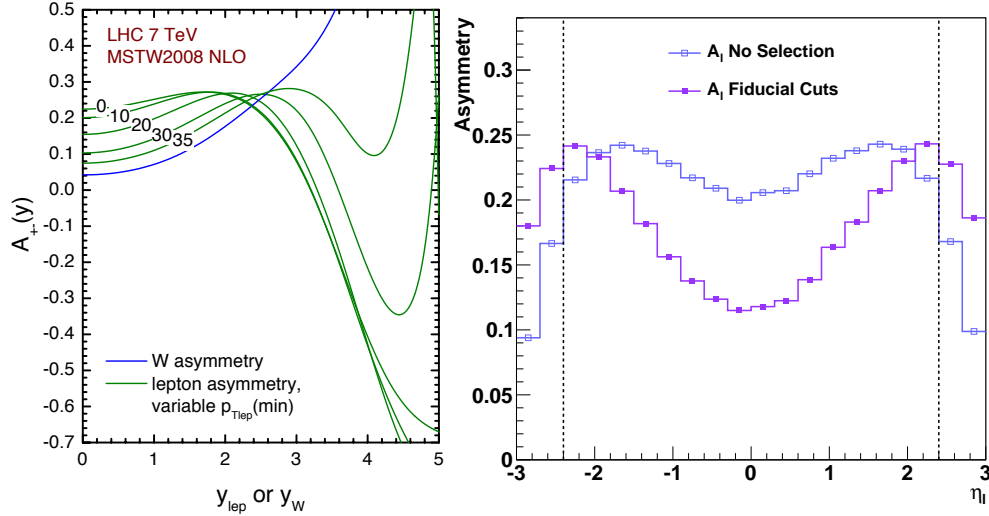 LHC 7 TeV
MSTW2008 NLO
0.5
0.4
0.3
0.2
0.1
0.0
-0.1
-0.2
-0.3
-0.4
-0.5
-0.6
-0.7
A+-(y)
0
10
20
30
35
W asymmetry
lepton asymmetry,
variable pTlep(min)
0 1 2 3 4 5
ylep or yW
Asymmetry
0.3
0.25
0.2
0.15
0.1
0.05
0
Al No Selection
Al Fiducial Cuts
-3 -2 -1 0 1 2 3
ηl